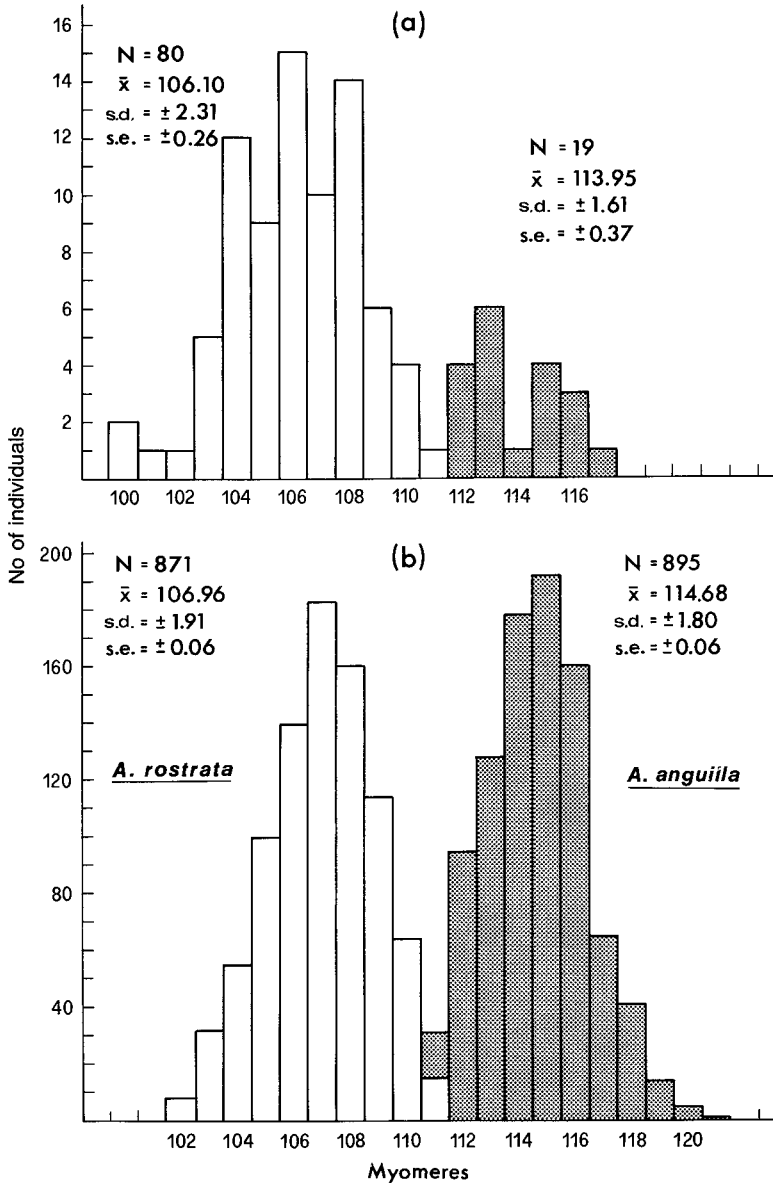 (a)
16
14
12
10
8
6
4
2
N = 80
x̄ = 106.10
s.d. = ±2.31
s.e. = ±0.26
N = 19
x̄ = 113.95
s.d. = ±1.61
s.e. = ±0.37
100 102 104 106 108 110 112 114 116
No of individuals
(b)
200
160
120
80
40
N = 871
x̄ = 106.96
s.d. = ±1.91
s.e. = ±0.06
N = 895
x̄ = 114.68
s.d. = ±1.80
s.e. = ±0.06
A. rostrata
A. anguiila
102 104 106 108 110 112 114 116 118 120
Myomeres